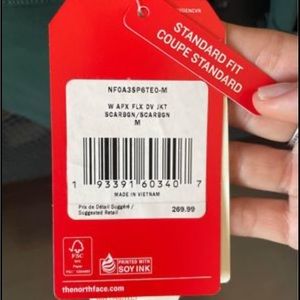 STANDARD FIT
COUPE STANDARD
NF0A3SP6TE0-M
W APX FLX DV JKT
SCARBGN/SCARBGN
M
1 93391 60340 7
MADE IN VIETNAM
Prix de Détail Suggéré /
Suggested Retail
269.99
FSC
PRINTED WITH
SOY INK
thenorthface.com